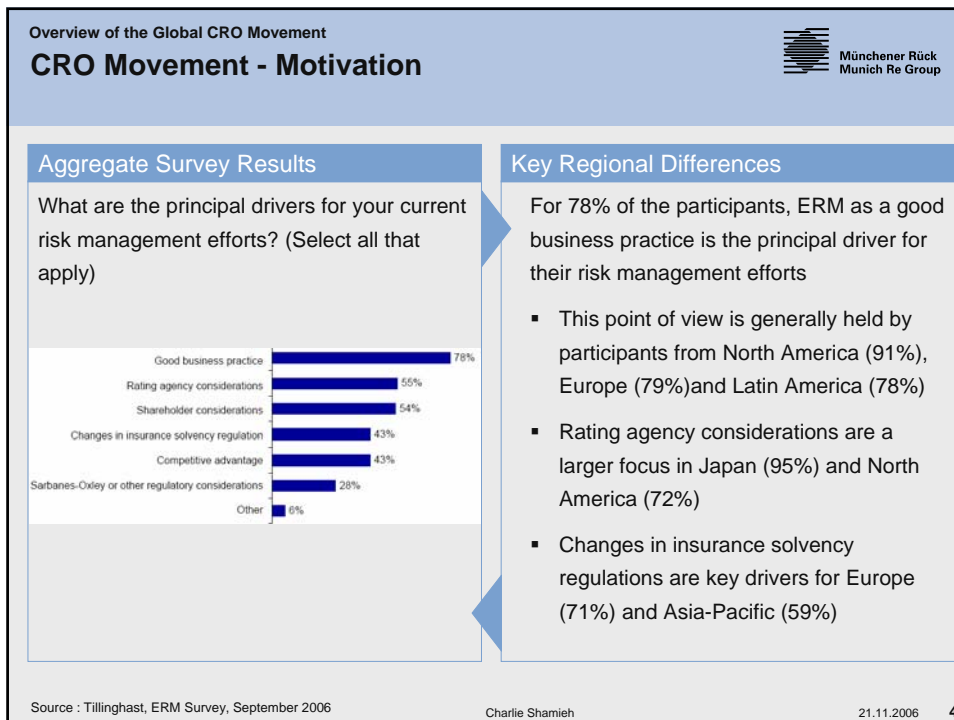 Overview of the Global CRO Movement
CRO Movement - Motivation
Münchener Rück
Munich Re Group
Aggregate Survey Results
What are the principal drivers for your current
risk management efforts? (Select all that
apply)
Good business practice 78%
Rating agency considerations 55%
Shareholder considerations 54%
Changes in insurance solvency regulation 43%
Competitive advantage 43%
Sarbanes-Oxley or other regulatory considerations 28%
Other 6%
Key Regional Differences
For 78% of the participants, ERM as a good
business practice is the principal driver for
their risk management efforts
▪ This point of view is generally held by
participants from North America (91%),
Europe (79%)and Latin America (78%)
▪ Rating agency considerations are a
larger focus in Japan (95%) and North
America (72%)
▪ Changes in insurance solvency
regulations are key drivers for Europe
(71%) and Asia-Pacific (59%)
Source : Tillinghast, ERM Survey, September 2006
Charlie Shamieh
21.11.2006